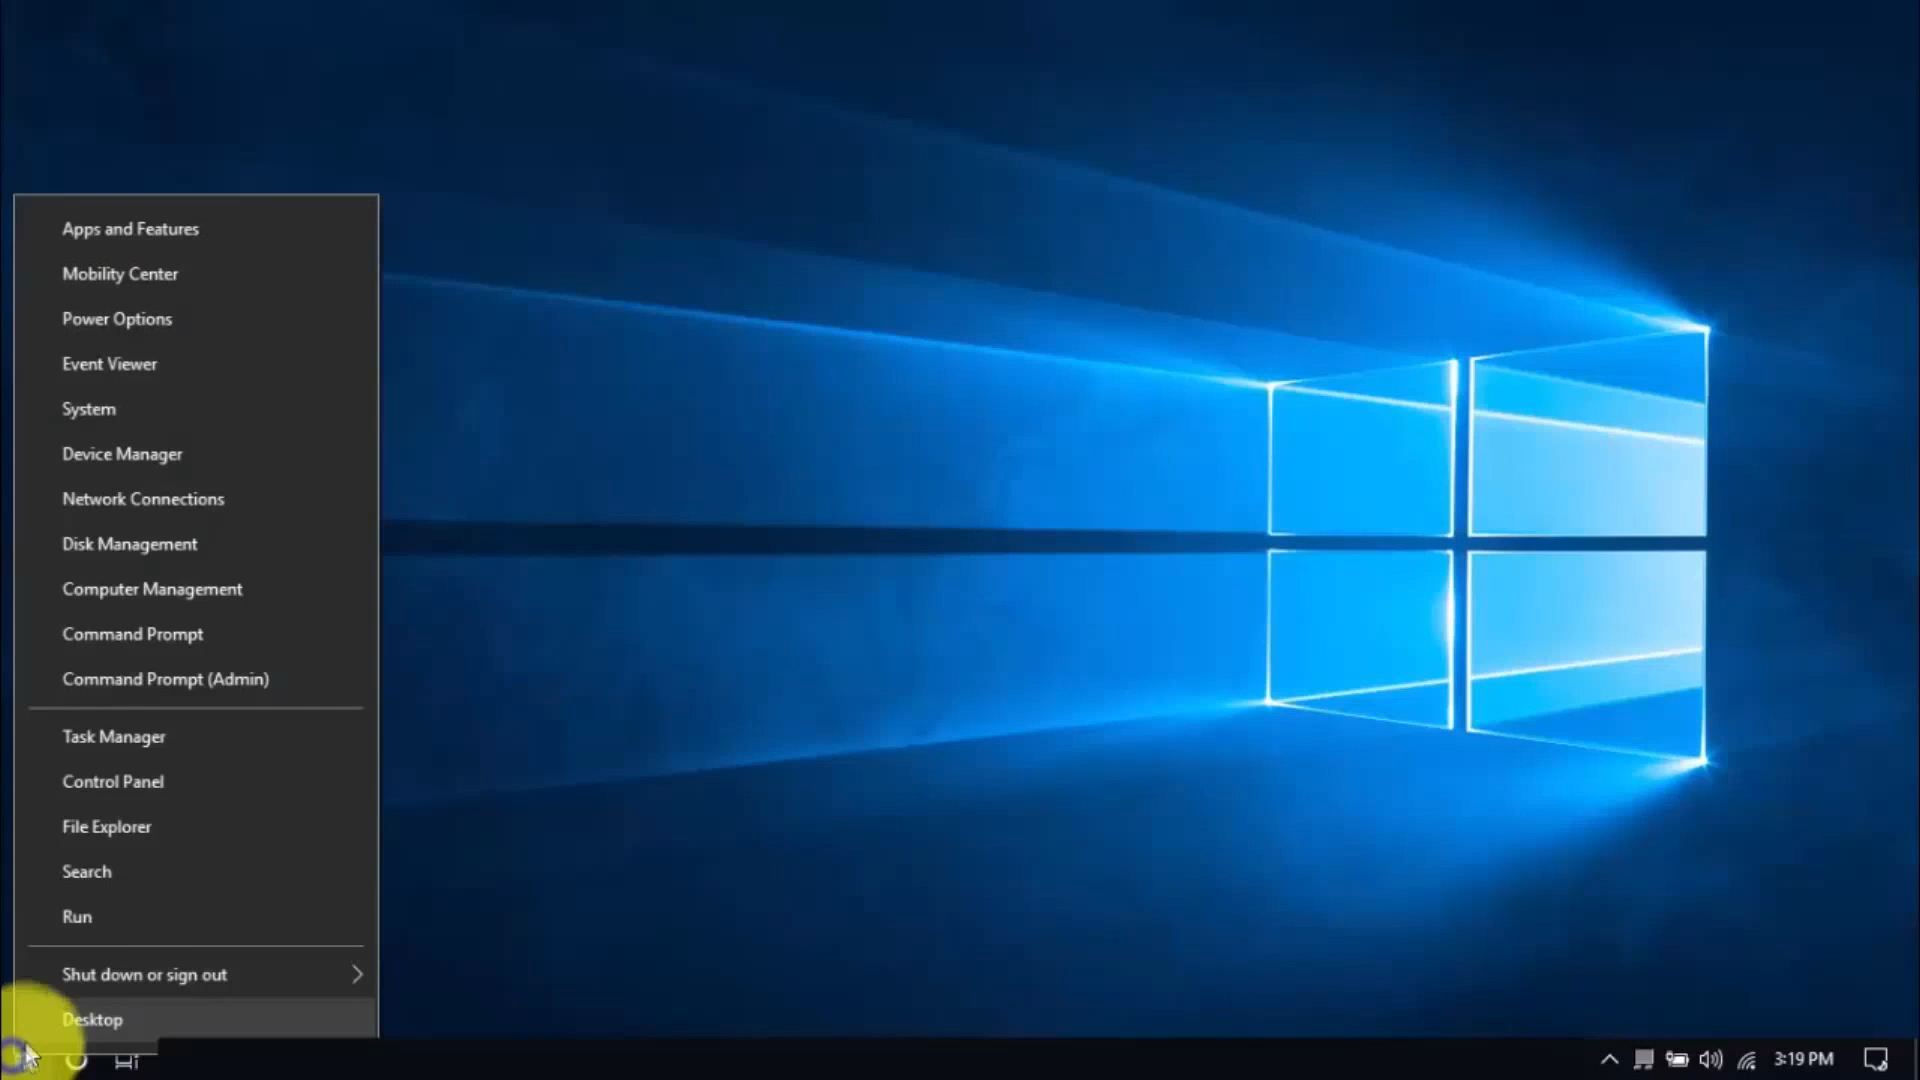 Apps and Features
Mobility Center
Power Options
Event Viewer
System
Device Manager
Network Connections
Disk Management
Computer Management
Command Prompt
Command Prompt (Admin)
Task Manager
Control Panel
File Explorer
Search
Run
Shut down or sign out
Desktop
3:19 PM